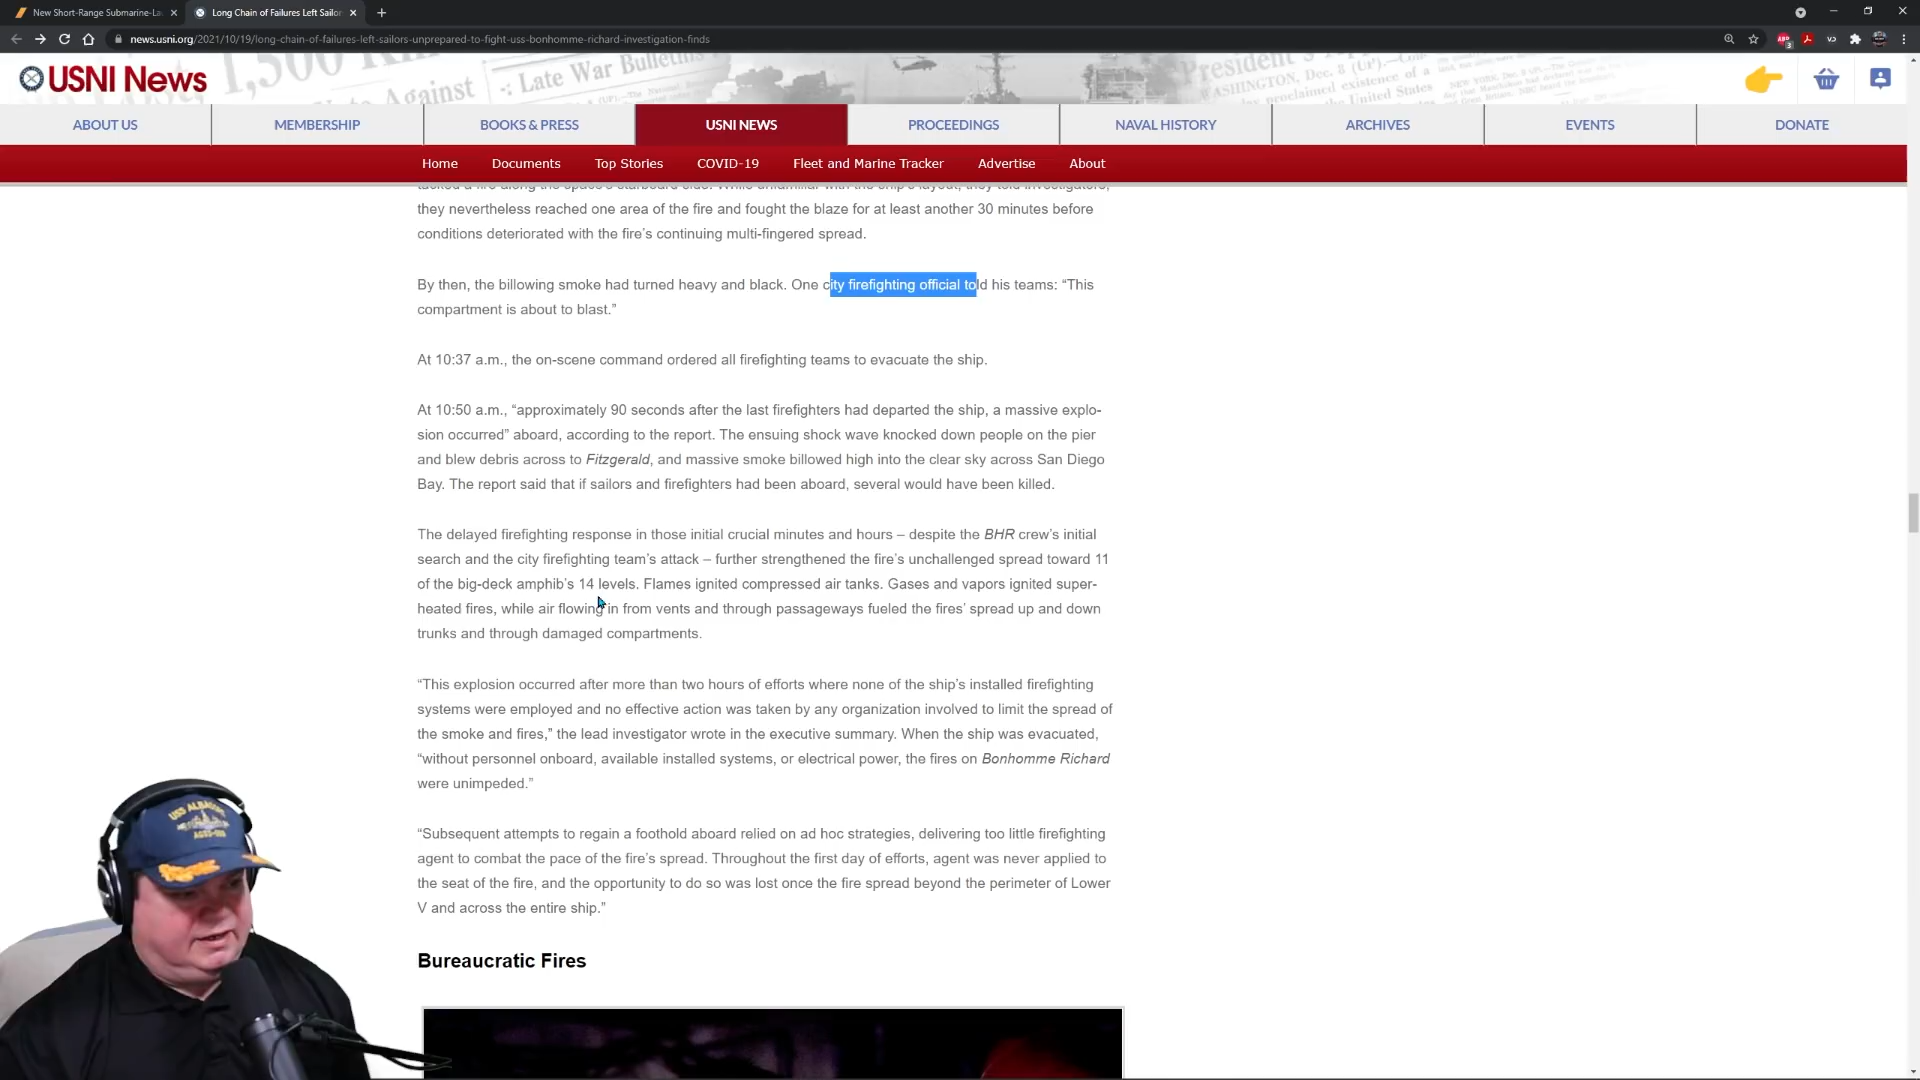 New Short-Range Submarine-La
Long Chain of Failures Left Sailor
news.usni.org/2021/10/19/long-chain-of-failures-left-sailors-unprepared-to-fight-uss-bonhomme-richard-investigation-finds
USNI News
ABOUT US
MEMBERSHIP
BOOKS & PRESS
USNI NEWS
PROCEEDINGS
NAVAL HISTORY
ARCHIVES
EVENTS
DONATE
Home
Documents
Top Stories
COVID-19
Fleet and Marine Tracker
Advertise
About
tacked a fire along the space's starboard side. While unfamiliar with the ship's layout, they told investigators,
they nevertheless reached one area of the fire and fought the blaze for at least another 30 minutes before
conditions deteriorated with the fire's continuing multi-fingered spread.
By then, the billowing smoke had turned heavy and black. One city firefighting official told his teams: “This
compartment is about to blast.”
At 10:37 a.m., the on-scene command ordered all firefighting teams to evacuate the ship.
At 10:50 a.m., “approximately 90 seconds after the last firefighters had departed the ship, a massive explo-
sion occurred” aboard, according to the report. The ensuing shock wave knocked down people on the pier
and blew debris across to Fitzgerald, and massive smoke billowed high into the clear sky across San Diego
Bay. The report said that if sailors and firefighters had been aboard, several would have been killed.
The delayed firefighting response in those initial crucial minutes and hours – despite the BHR crew's initial
search and the city firefighting team's attack – further strengthened the fire's unchallenged spread toward 11
of the big-deck amphib's 14 levels. Flames ignited compressed air tanks. Gases and vapors ignited super-
heated fires, while air flowing in from vents and through passageways fueled the fires' spread up and down
trunks and through damaged compartments.
“This explosion occurred after more than two hours of efforts where none of the ship's installed firefighting
systems were employed and no effective action was taken by any organization involved to limit the spread of
the smoke and fires,” the lead investigator wrote in the executive summary. When the ship was evacuated,
“without personnel onboard, available installed systems, or electrical power, the fires on Bonhomme Richard
were unimpeded.”
“Subsequent attempts to regain a foothold aboard relied on ad hoc strategies, delivering too little firefighting
agent to combat the pace of the fire's spread. Throughout the first day of efforts, agent was never applied to
the seat of the fire, and the opportunity to do so was lost once the fire spread beyond the perimeter of Lower
V and across the entire ship.”
Bureaucratic Fires
USS ALBACORE